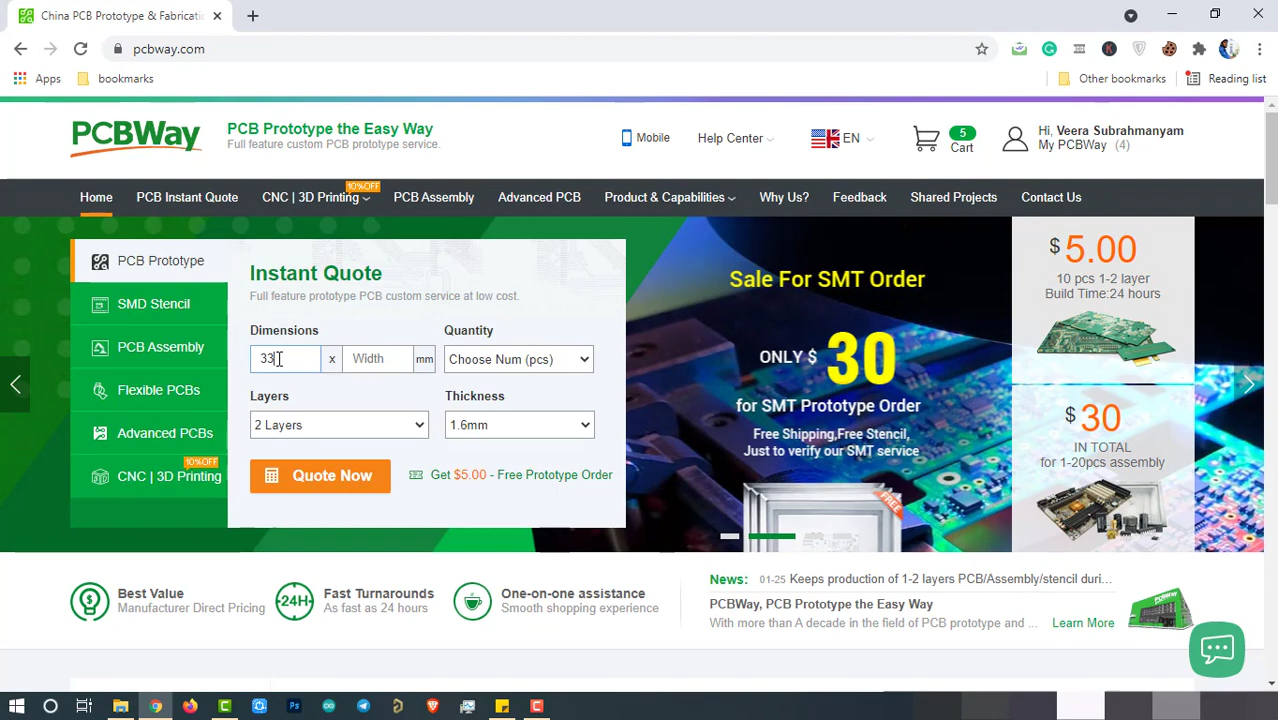 China PCB Prototype & Fabricatio
pcbway.com
Apps
bookmarks
Other bookmarks
Reading list
PCBWay
PCB Prototype the Easy Way
Full feature custom PCB prototype service.
Mobile
Help Center
EN
5
Cart
Hi, Veera Subrahmanyam
My PCBWay (4)
10%OFF
Home
PCB Instant Quote
CNC | 3D Printing
PCB Assembly
Advanced PCB
Product & Capabilities
Why Us?
Feedback
Shared Projects
Contact Us
PCB Prototype
SMD Stencil
PCB Assembly
Flexible PCBs
Advanced PCBs
10%OFF
CNC | 3D Printing
Instant Quote
Full feature prototype PCB custom service at low cost.
Dimensions
Quantity
33 x Width mm
Choose Num (pcs)
Layers
Thickness
2 Layers
1.6mm
Quote Now
Get $5.00 - Free Prototype Order
Sale For SMT Order
ONLY $ 30
for SMT Prototype Order
Free Shipping,Free Stencil,
Just to verify our SMT service
FREE
$ 5.00
10 pcs 1-2 layer
Build Time:24 hours
$ 30
IN TOTAL
for 1-20pcs assembly
Best Value
Manufacturer Direct Pricing
24H
Fast Turnarounds
As fast as 24 hours
One-on-one assistance
Smooth shopping experience
News: 01-25 Keeps production of 1-2 layers PCB/Assembly/stencil duri...
PCBWay, PCB Prototype the Easy Way
With more than A decade in the field of PCB prototype and ...
Learn More